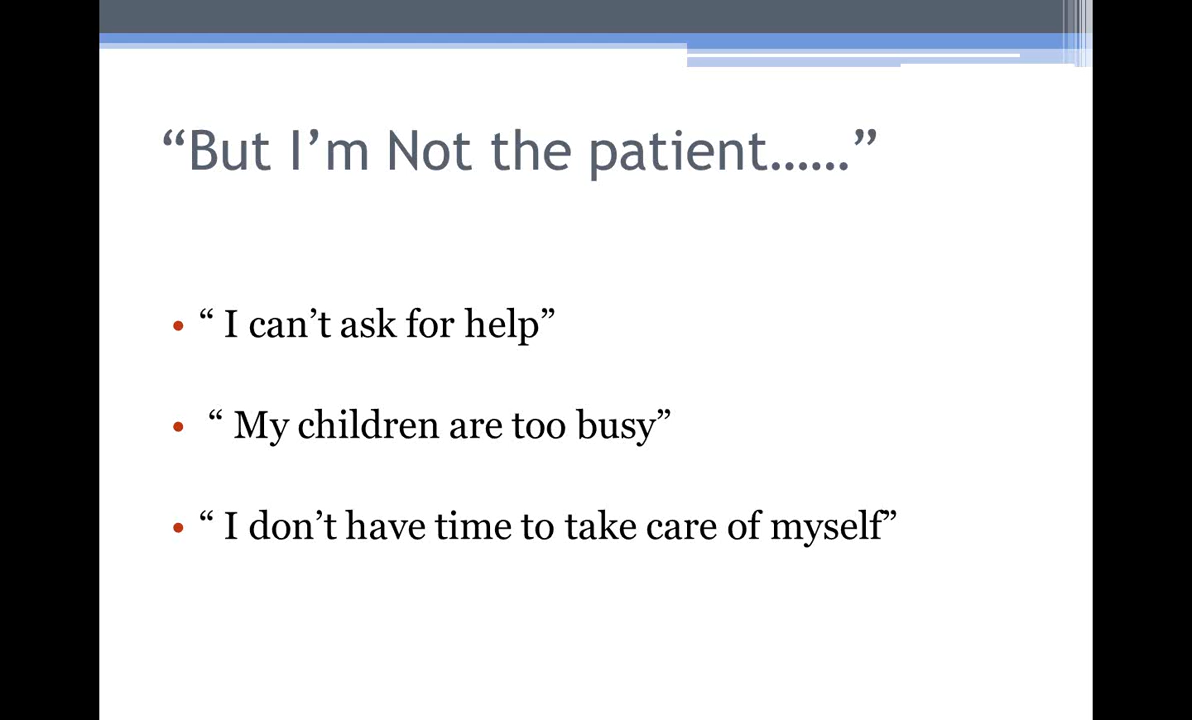 “But I’m Not the patient......”
• “ I can’t ask for help”
• “ My children are too busy”
• “ I don’t have time to take care of myself”